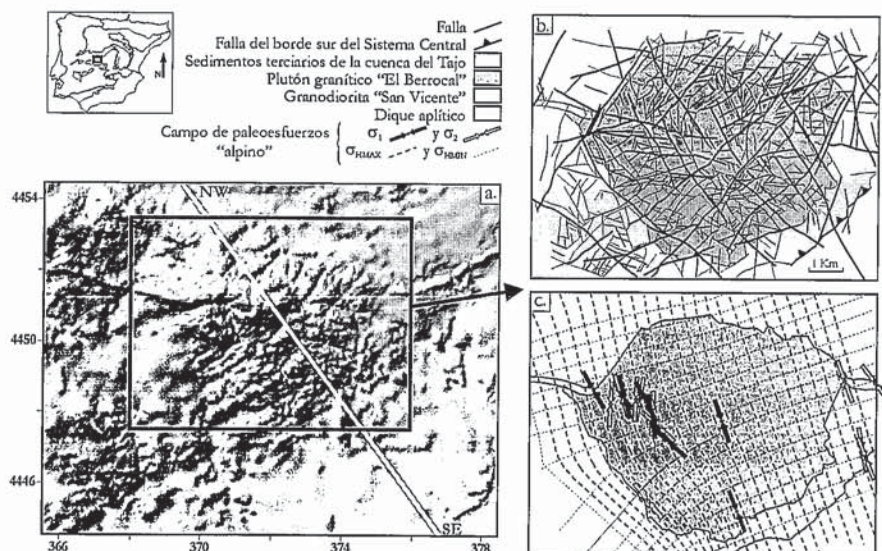 N
Falla
Falla del borde sur del Sistema Central
Sedimentos terciarios de la cuenca del Tajo
Plutón granítico "El Berrocal"
Granodiorita "San Vicente"
Dique aplítico
Campo de paleoesfuerzos "alpino"
σ1 y σ2
σHMAX y σHMIN
a.
NW
SE
4454
4450
4446
366
370
374
378
b.
1 Km
c.